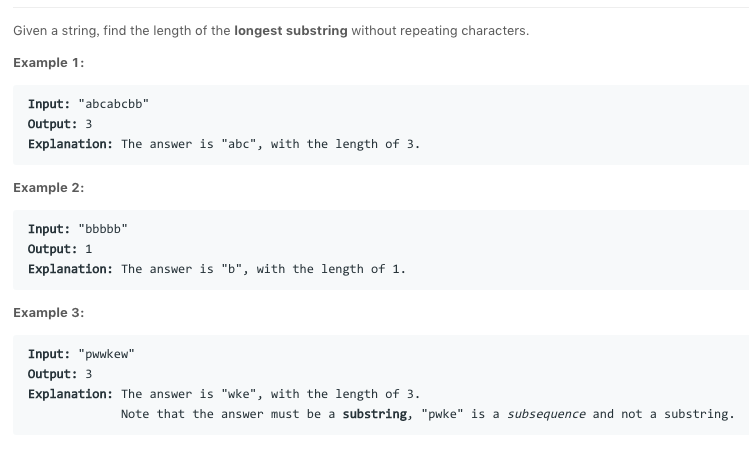 Given a string, find the length of the longest substring without repeating characters.
Example 1:
Input: "abcabcbb"
Output: 3
Explanation: The answer is "abc", with the length of 3.
Example 2:
Input: "bbbbb"
Output: 1
Explanation: The answer is "b", with the length of 1.
Example 3:
Input: "pwwkew"
Output: 3
Explanation: The answer is "wke", with the length of 3.
Note that the answer must be a substring, "pwke" is a subsequence and not a substring.